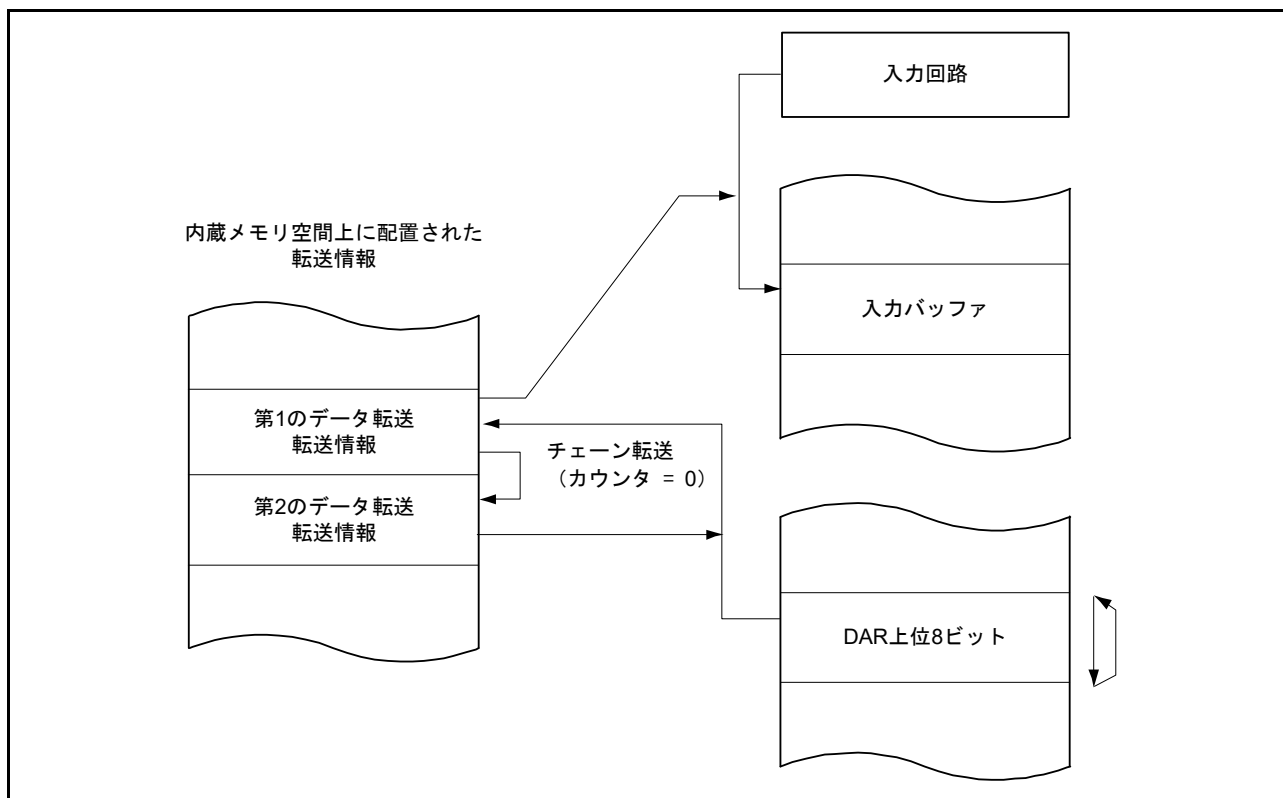 入力回路
内蔵メモリ空間上に配置された
転送情報
入力バッファ
第1のデータ転送
転送情報
チェーン転送
（カウンタ = 0）
第2のデータ転送
転送情報
DAR上位8ビット